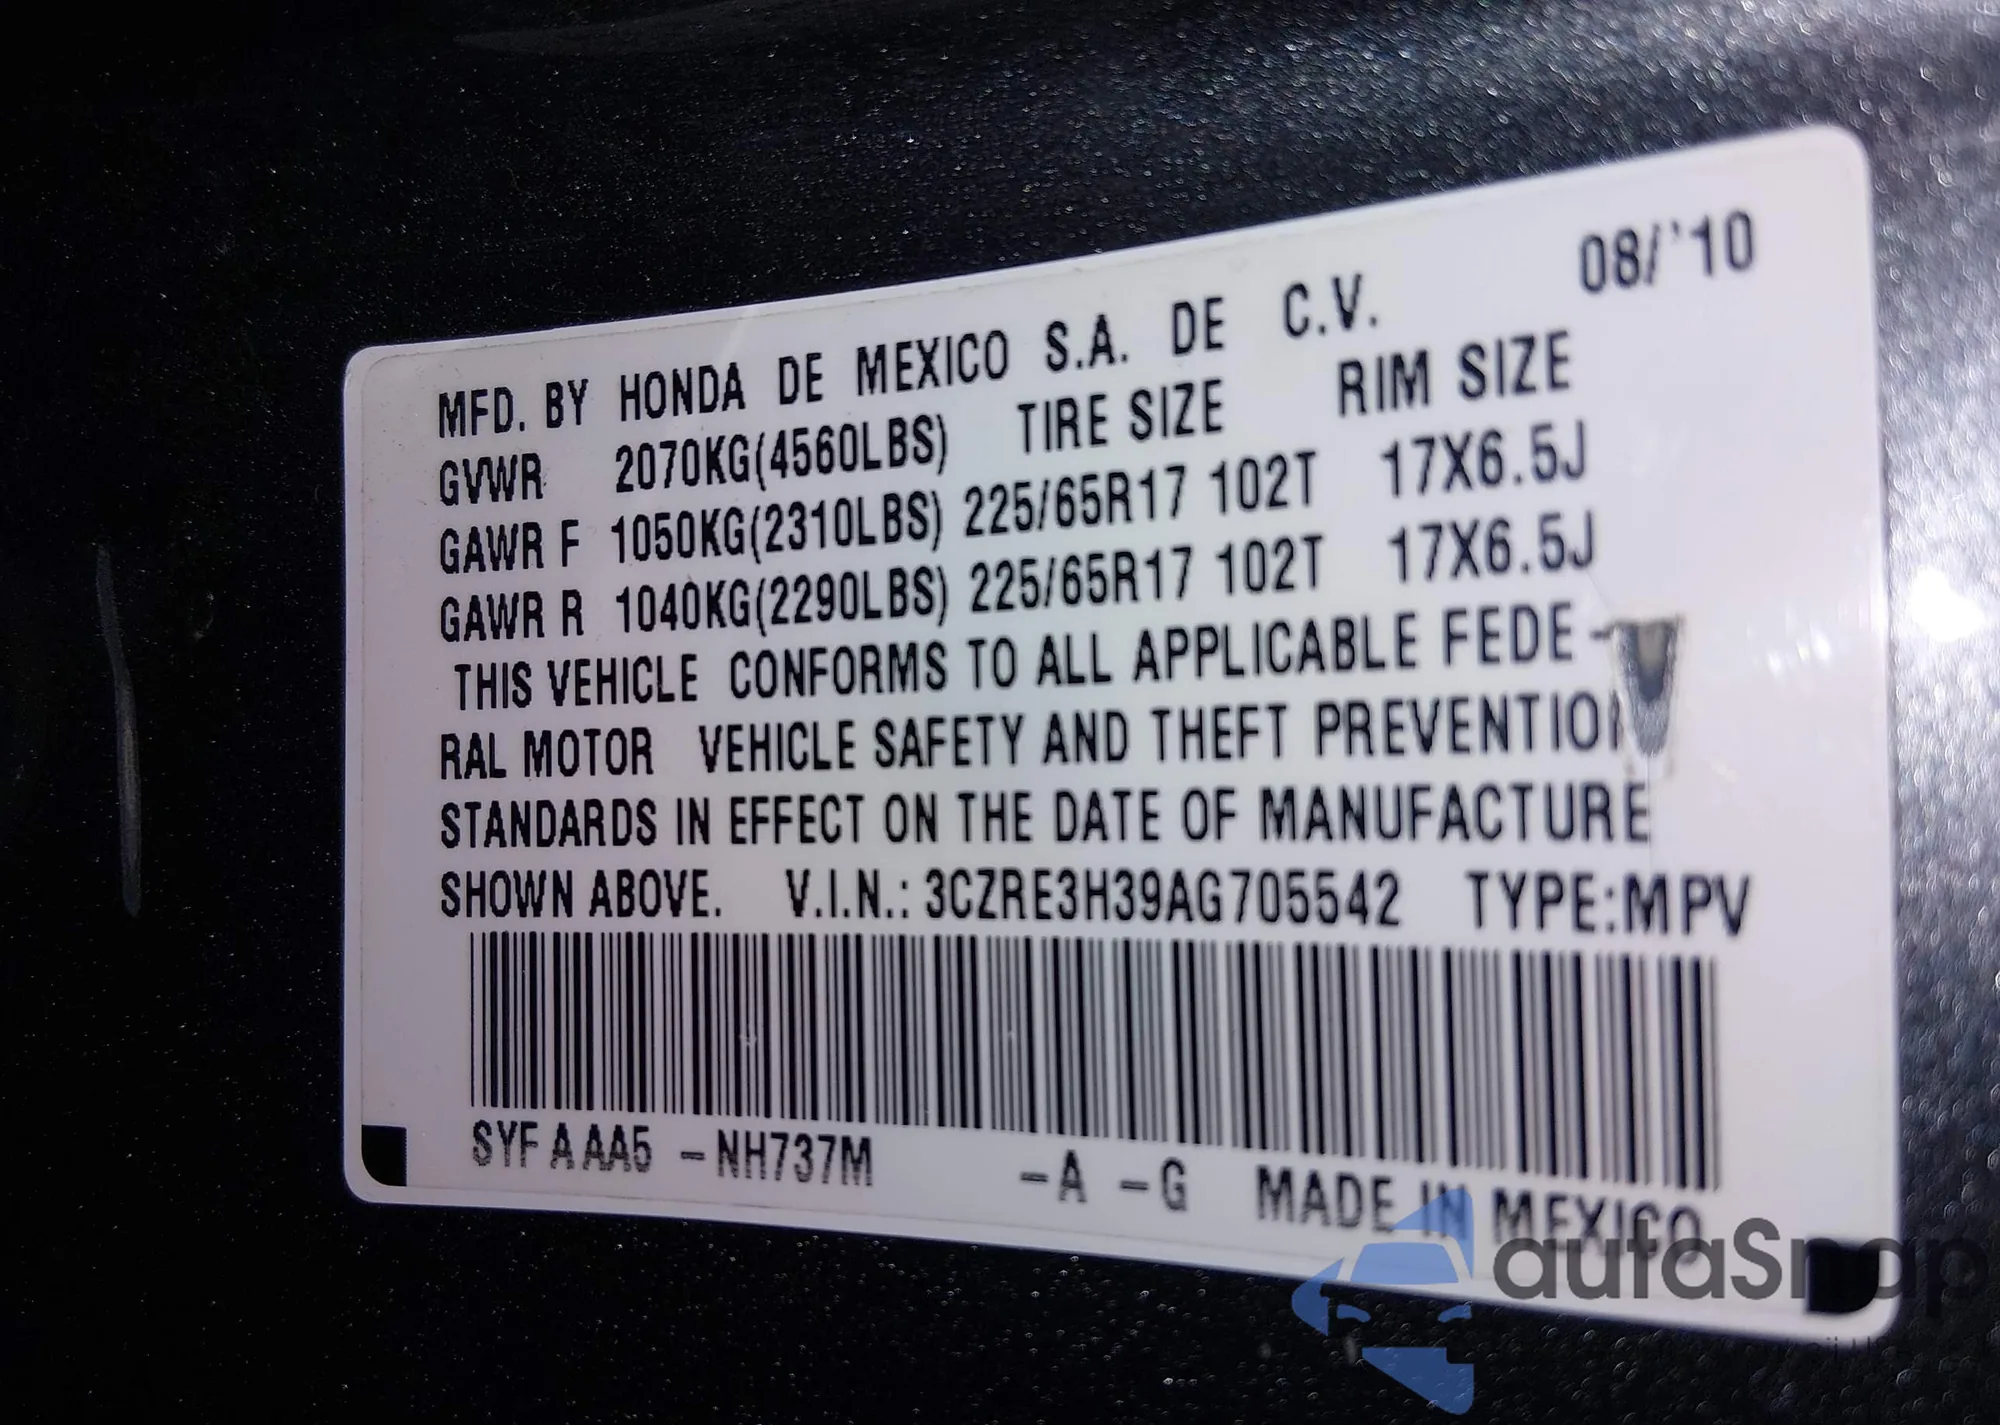 08/'10
MFD. BY HONDA DE MEXICO S.A. DE C.V.
GVWR 2070KG(4560LBS) TIRE SIZE RIM SIZE
GAWR F 1050KG(2310LBS) 225/65R17 102T 17X6.5J
GAWR R 1040KG(2290LBS) 225/65R17 102T 17X6.5J
THIS VEHICLE CONFORMS TO ALL APPLICABLE FEDE-
RAL MOTOR VEHICLE SAFETY AND THEFT PREVENTION
STANDARDS IN EFFECT ON THE DATE OF MANUFACTURE
SHOWN ABOVE. V.I.N.: 3CZRE3H39AG705542 TYPE:MPV
SYFAAA5 -NH737M -A -G MADE IN MEXICO
autaSnap